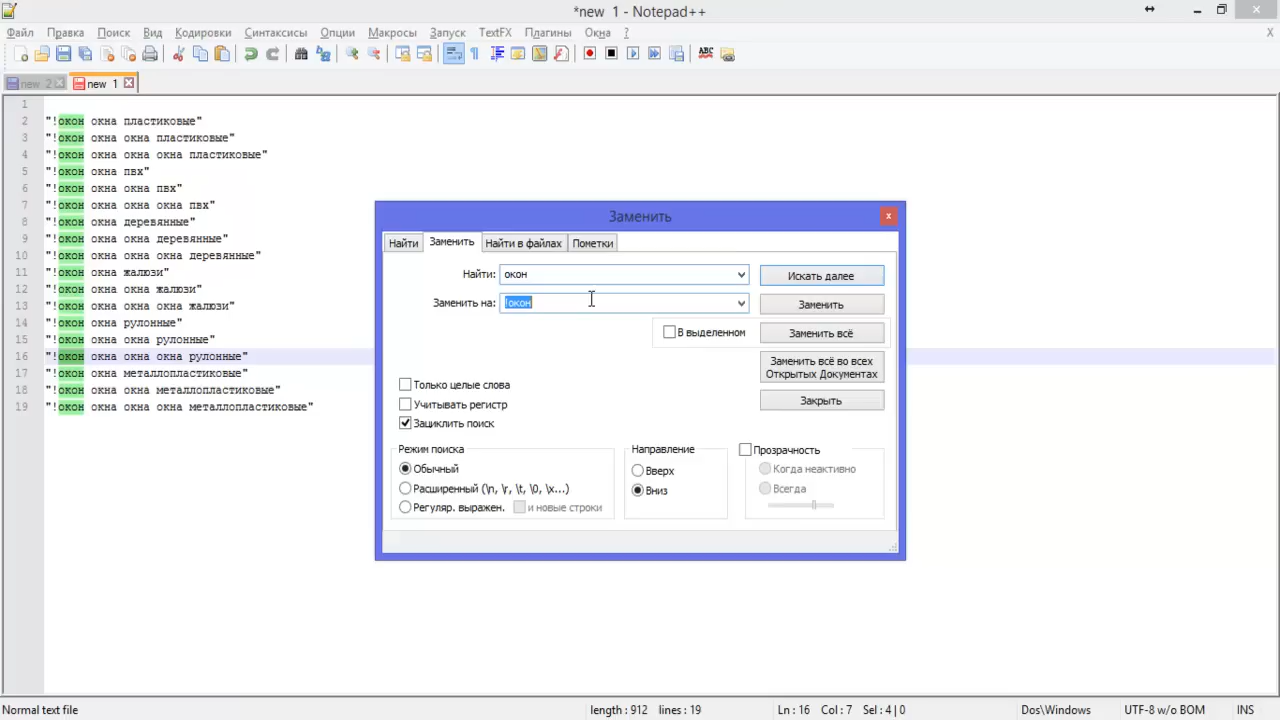 *new 1 - Notepad++
Файл Правка Поиск Вид Кодировки Синтаксисы Опции Макросы Запуск TextFX Плагины Окна ? X
ABC
new 2 new 1
1
2 "!окон окна пластиковые"
3 "!окон окна окна пластиковые"
4 "!окон окна окна окна пластиковые"
5 "!окон окна пвх"
6 "!окон окна окна пвх"
7 "!окон окна окна окна пвх"
8 "!окон окна деревянные"
9 "!окон окна окна деревянные"
10 "!окон окна окна окна деревянные"
11 "!окон окна жалюзи"
12 "!окон окна окна жалюзи"
13 "!окон окна окна окна жалюзи"
14 "!окон окна рулонные"
15 "!окон окна окна рулонные"
16 "!окон окна окна окна рулонные"
17 "!окон окна металлопластиковые"
18 "!окон окна окна металлопластиковые"
19 "!окон окна окна окна металлопластиковые"
Заменить
Найти Заменить Найти в файлах Пометки
Найти: окон Искать далее
Заменить на: !окон Заменить
В выделенном Заменить всё
Заменить всё во всех
Открытых Документах
Только целые слова
Учитывать регистр Закрыть
Зациклить поиск
Режим поиска Направление Прозрачность
Обычный Вверх Когда неактивно
Расширенный (\n, \r, \t, \0, \x...) Вниз Всегда
Регуляр. выражен. и новые строки
Normal text file length : 912 lines : 19 Ln : 16 Col : 7 Sel : 4 | 0 Dos\Windows UTF-8 w/o BOM INS